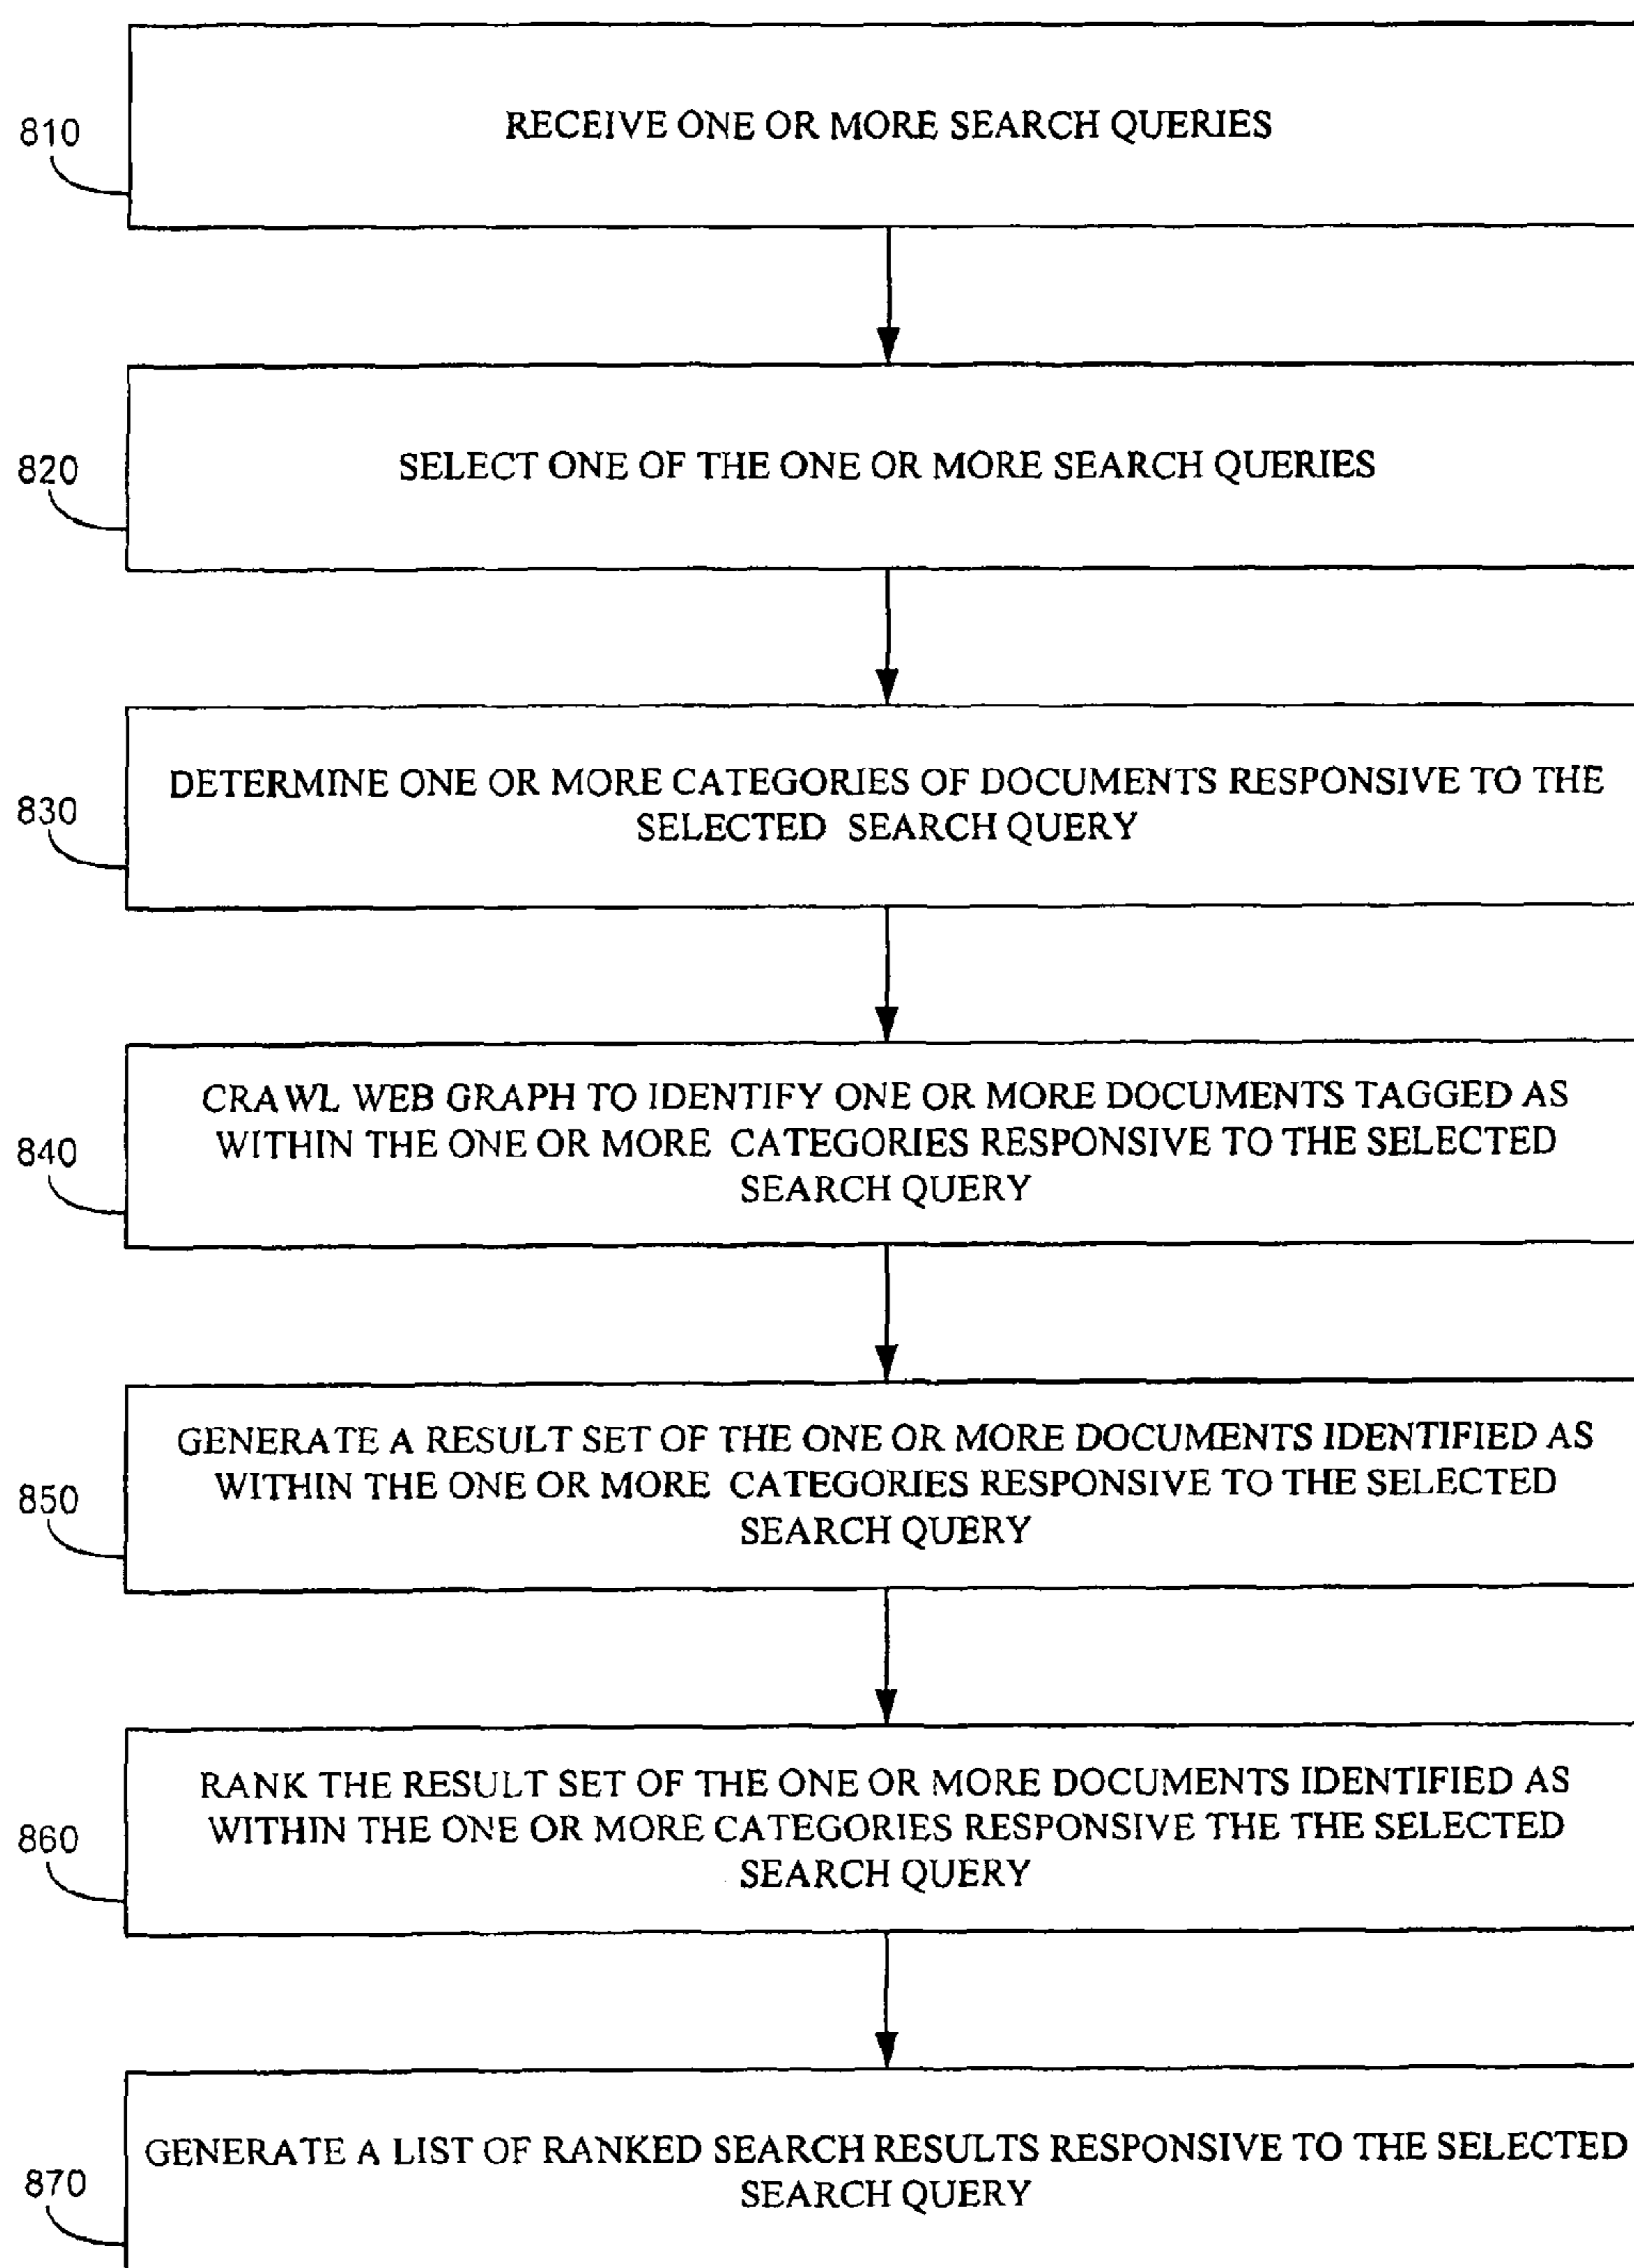 RECEIVE ONE OR MORE SEARCH QUERIES
810
SELECT ONE OF THE ONE OR MORE SEARCH QUERIES
820
DETERMINE ONE OR MORE CATEGORIES OF DOCUMENTS RESPONSIVE TO THE
SELECTED SEARCH QUERY
830
CRAWL WEB GRAPH TO IDENTIFY ONE OR MORE DOCUMENTS TAGGED AS
WITHIN THE ONE OR MORE CATEGORIES RESPONSIVE TO THE SELECTED
SEARCH QUERY
840
GENERATE A RESULT SET OF THE ONE OR MORE DOCUMENTS IDENTIFIED AS
WITHIN THE ONE OR MORE CATEGORIES RESPONSIVE TO THE SELECTED
SEARCH QUERY
850
RANK THE RESULT SET OF THE ONE OR MORE DOCUMENTS IDENTIFIED AS
WITHIN THE ONE OR MORE CATEGORIES RESPONSIVE THE THE SELECTED
SEARCH QUERY
860
GENERATE A LIST OF RANKED SEARCH RESULTS RESPONSIVE TO THE SELECTED
SEARCH QUERY
870